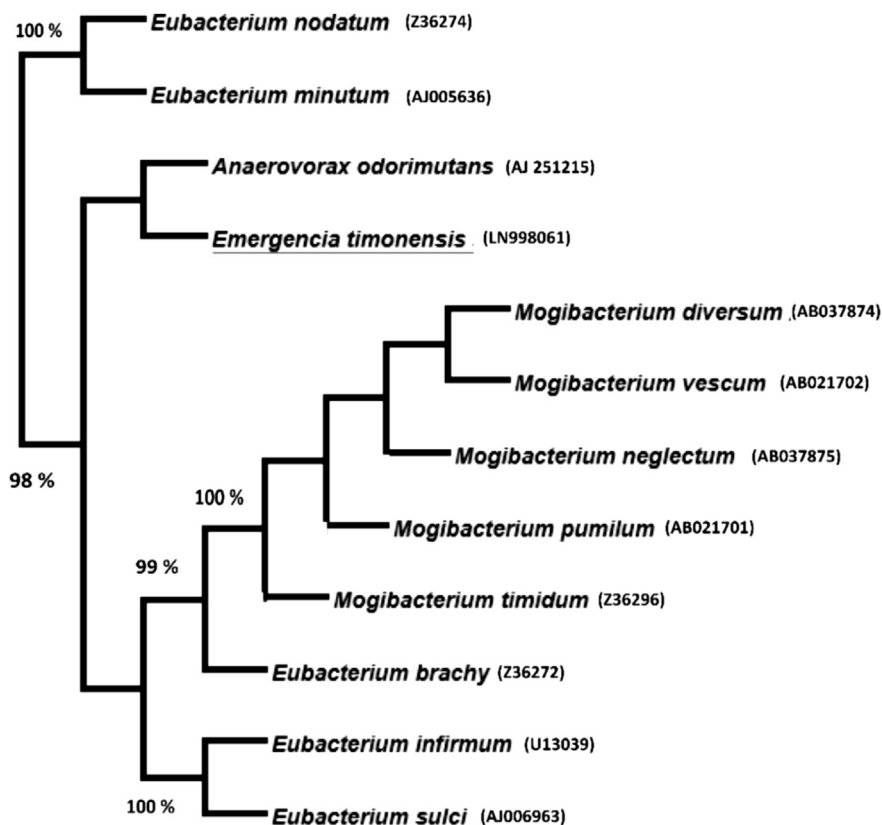 100 %
Eubacterium nodatum (Z36274)
Eubacterium minutum (AJ005636)
Anaerovorax odorimutans (AJ 251215)
Emergencia timonensis (LN998061)
Mogibacterium diversum (AB037874)
Mogibacterium vescum (AB021702)
Mogibacterium neglectum (AB037875)
98 %
100 %
Mogibacterium pumilum (AB021701)
99 %
Mogibacterium timidum (Z36296)
Eubacterium brachy (Z36272)
Eubacterium infirmum (U13039)
100 %
Eubacterium sulci (AJ006963)